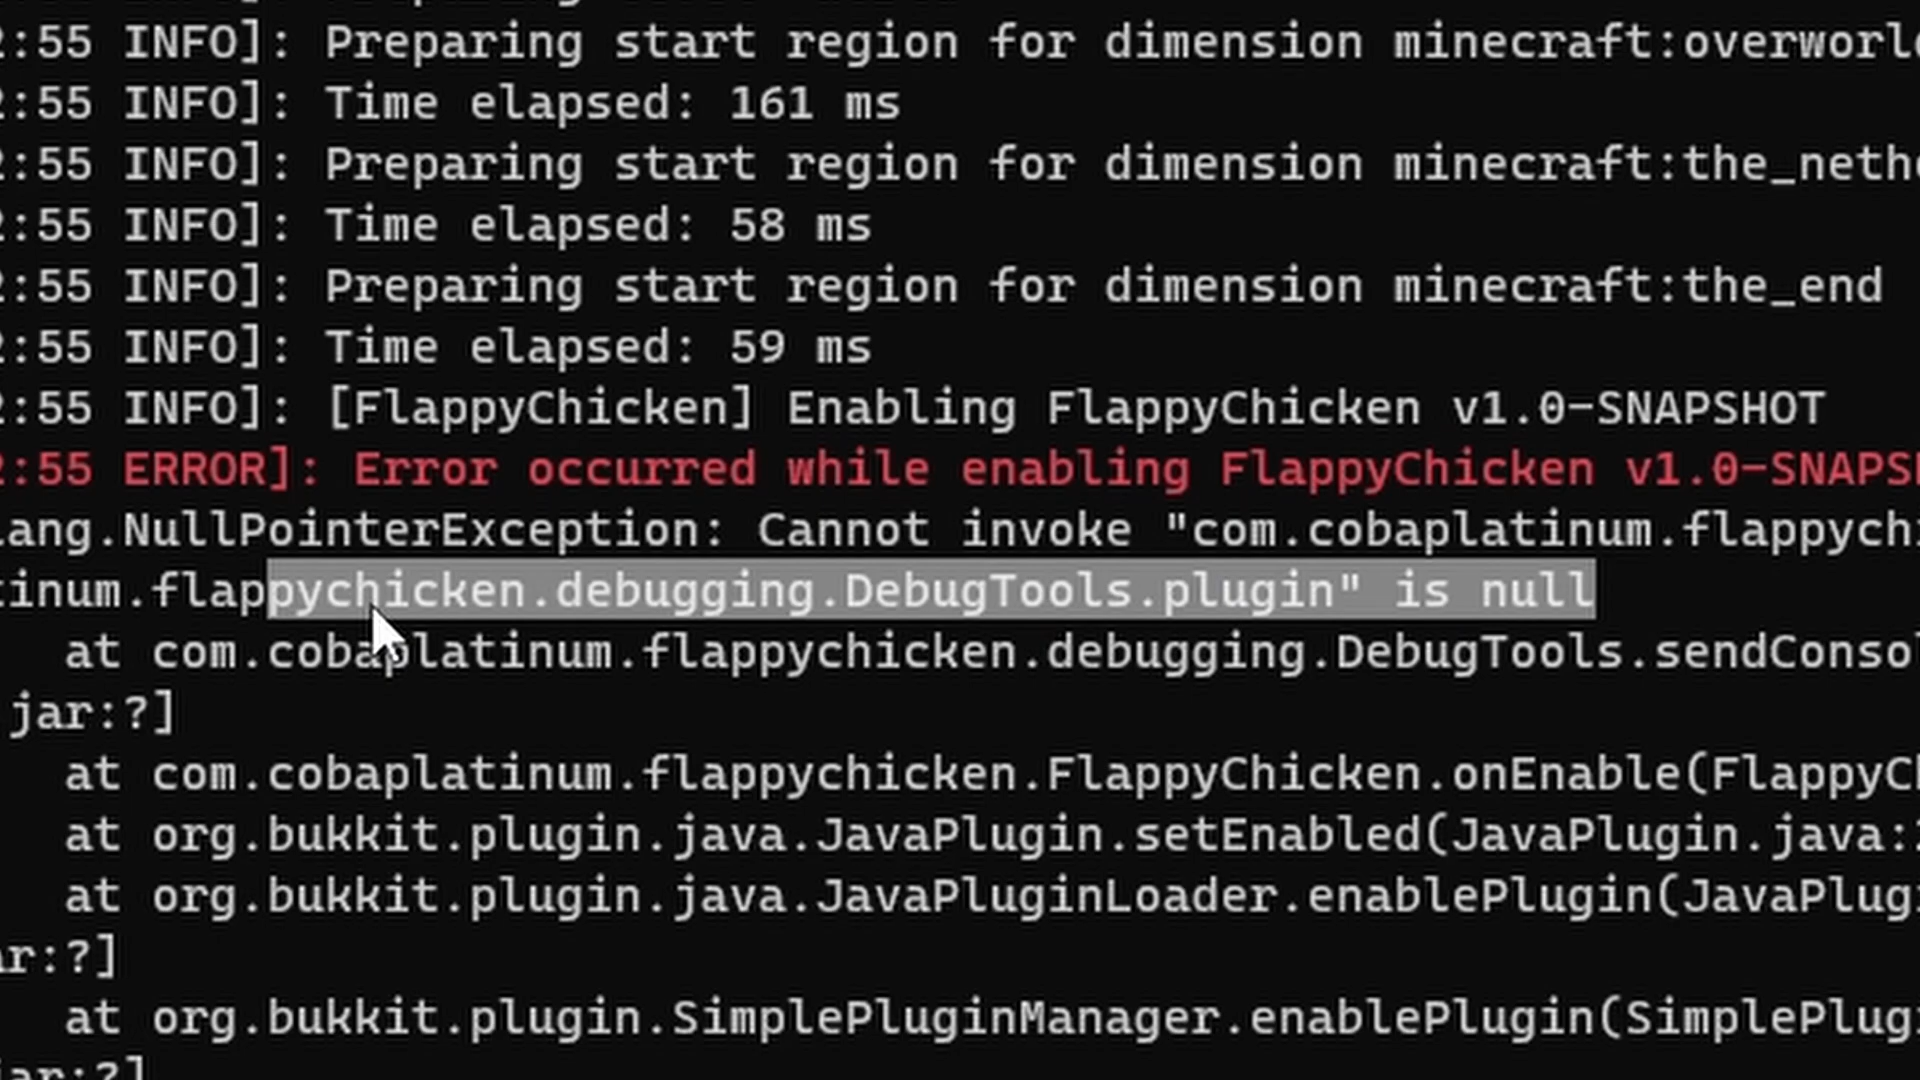 :55 INFO]: Preparing start region for dimension minecraft:overworl
:55 INFO]: Time elapsed: 161 ms
:55 INFO]: Preparing start region for dimension minecraft:the_neth
:55 INFO]: Time elapsed: 58 ms
:55 INFO]: Preparing start region for dimension minecraft:the_end
:55 INFO]: Time elapsed: 59 ms
:55 INFO]: [FlappyChicken] Enabling FlappyChicken v1.0-SNAPSHOT
:55 ERROR]: Error occurred while enabling FlappyChicken v1.0-SNAPS
ang.NullPointerException: Cannot invoke "com.cobaplatinum.flappych
tinum.flappychicken.debugging.DebugTools.plugin" is null
at com.cobaplatinum.flappychicken.debugging.DebugTools.sendConso
jar:?]
at com.cobaplatinum.flappychicken.FlappyChicken.onEnable(FlappyC
at org.bukkit.plugin.java.JavaPlugin.setEnabled(JavaPlugin.java:
at org.bukkit.plugin.java.JavaPluginLoader.enablePlugin(JavaPlug
ar:?]
at org.bukkit.plugin.SimplePluginManager.enablePlugin(SimplePlug
jar:?]